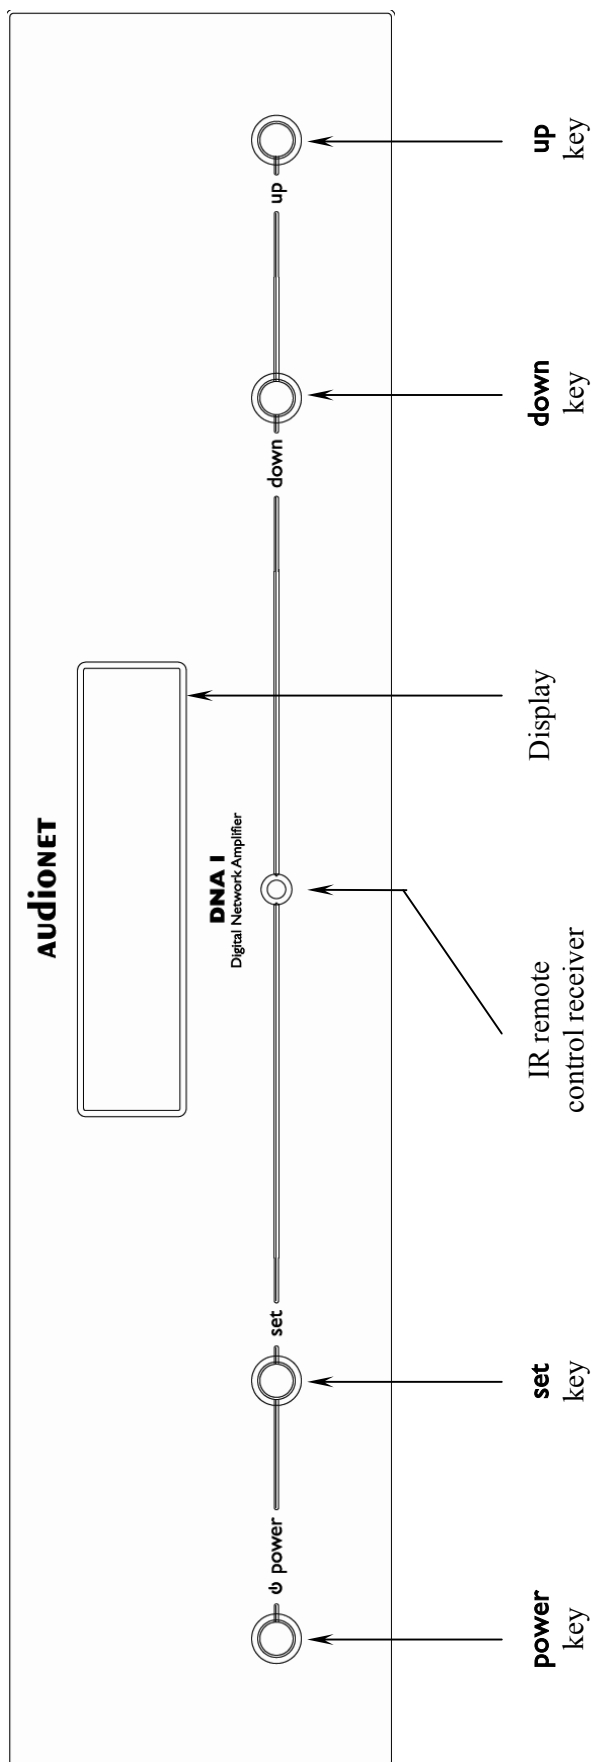 AUDIONET
DNA I
Digital Network Amplifier
⏻ power
set
down
up
power
key
set
key
IR remote
control receiver
Display
down
key
up
key